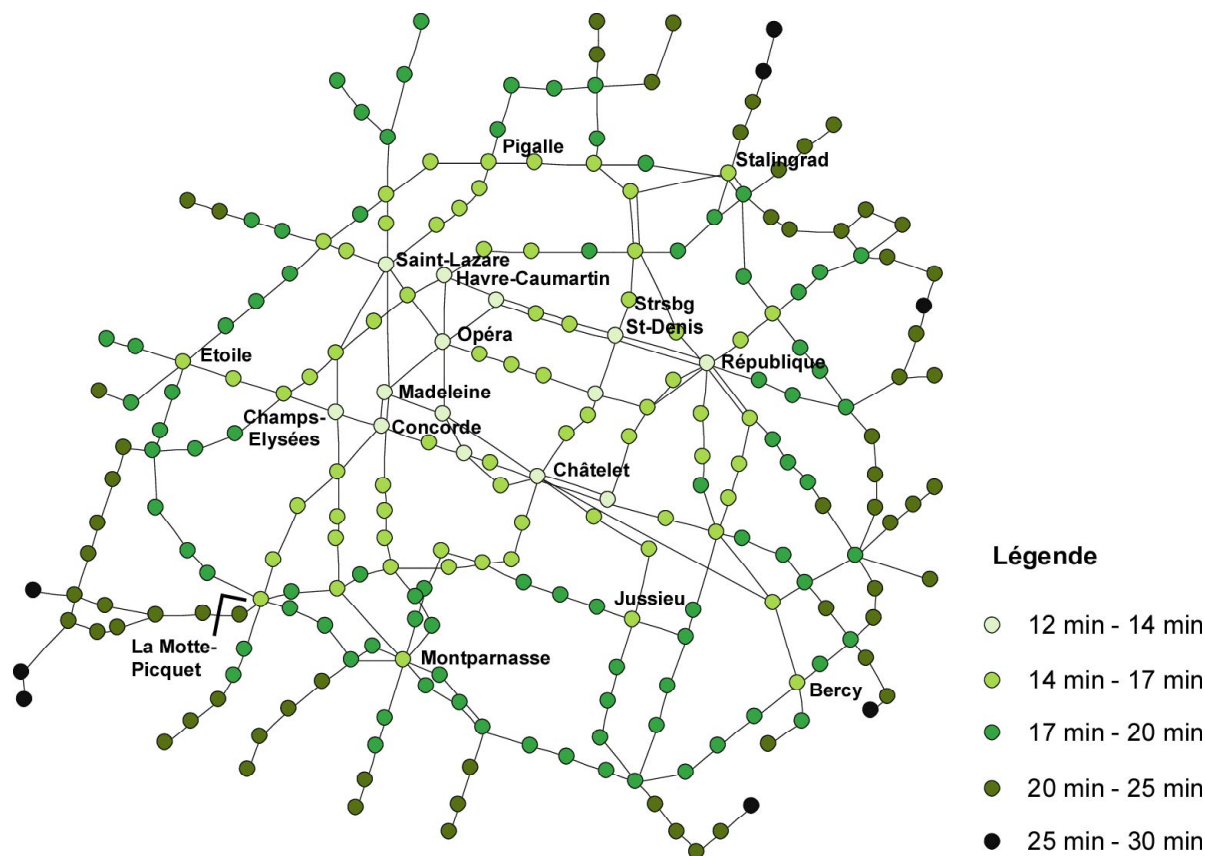 Pigalle
Stalingrad
Saint-Lazare
Havre-Caumartin
Strsbg
St-Denis
Opéra
République
Etoile
Madeleine
Champs-
Elysées
Concorde
Châtelet
Légende
Jussieu
12 min - 14 min
La Motte-
Picquet
Montparnasse
14 min - 17 min
Bercy
17 min - 20 min
20 min - 25 min
25 min - 30 min